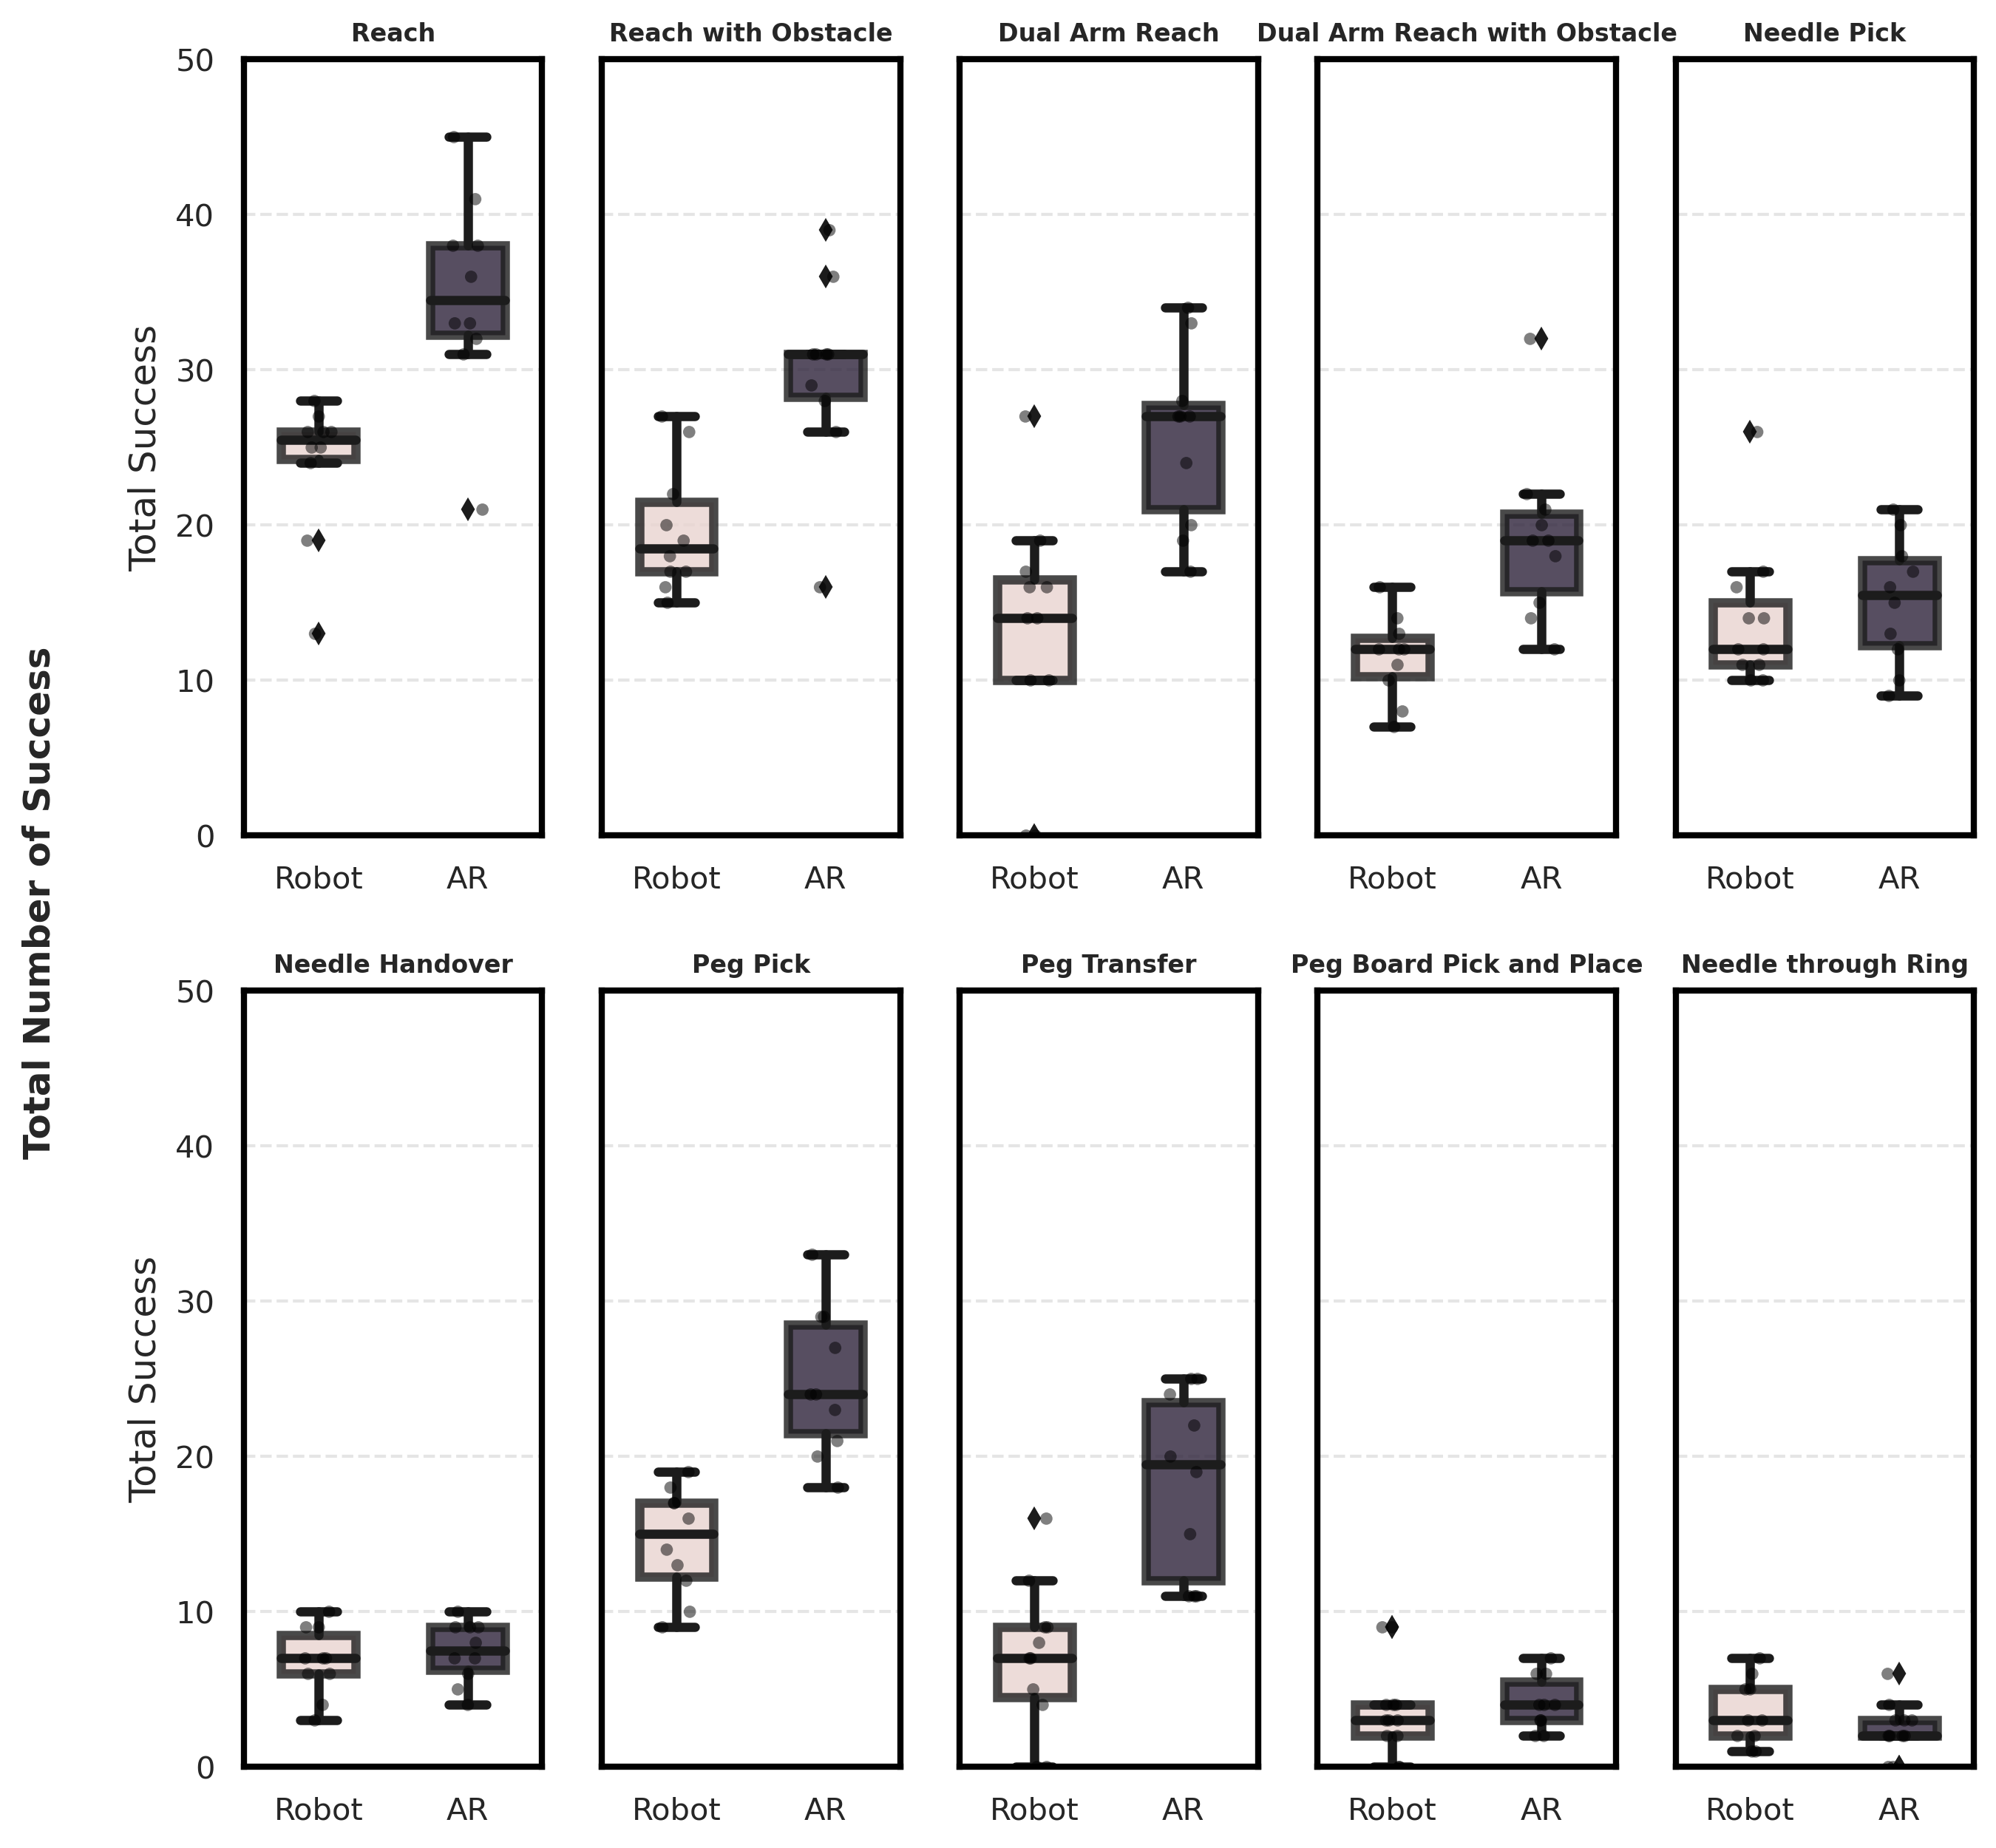 Total Number of Success
Reach
Reach with Obstacle
Dual Arm Reach
Dual Arm Reach with Obstacle
Needle Pick
Total Success
50
40
30
20
10
0
Robot AR
Robot AR
Robot AR
Robot AR
Robot AR
Needle Handover
Peg Pick
Peg Transfer
Peg Board Pick and Place
Needle through Ring
Total Success
50
40
30
20
10
0
Robot AR
Robot AR
Robot AR
Robot AR
Robot AR